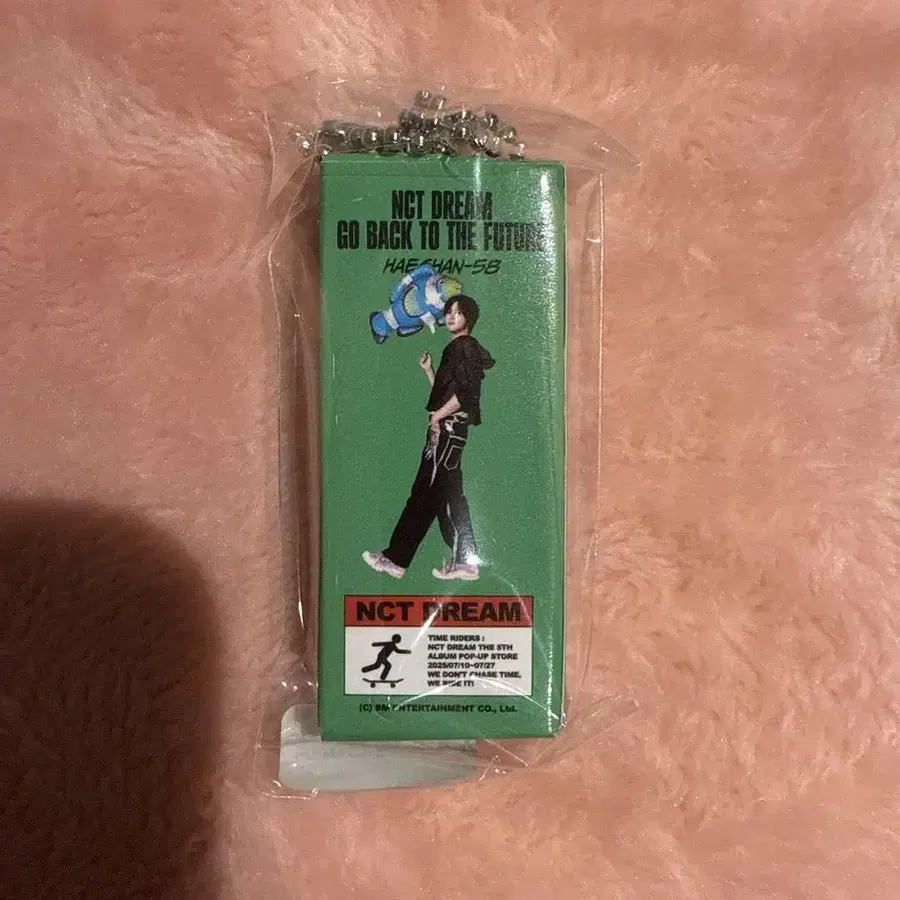 NCT DREAM
GO BACK TO THE FUTURE
HAECHAN-58
NCT DREAM
TIME RIDERS :
NCT DREAM THE 5TH
ALBUM POP-UP STORE
2025/07/10~07/27
WE DON'T CHASE TIME,
WE RIDE IT!
(C) SM ENTERTAINMENT CO., Ltd.